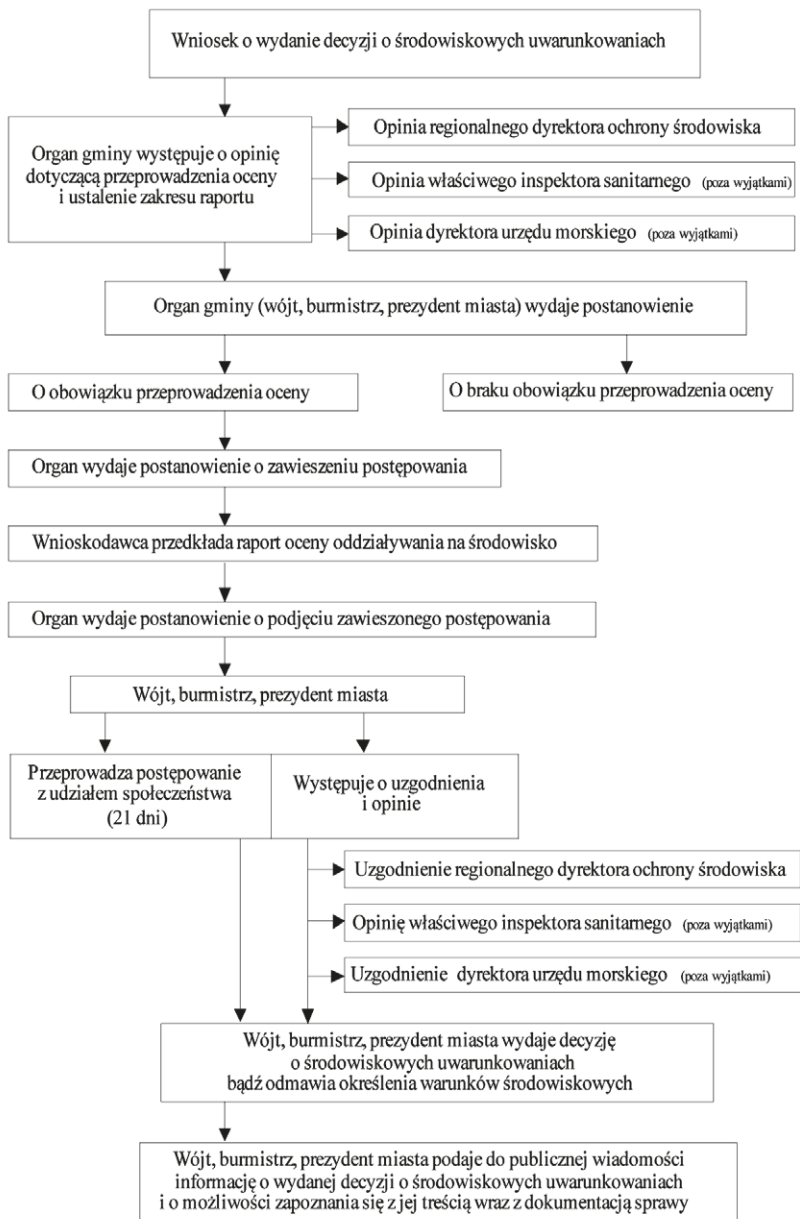 Wniosek o wydanie decyzji o środowiskowych uwarunkowaniach
Organ gminy występuje o opinię
dotyczącą przeprowadzenia oceny
i ustalenie zakresu raportu
Opinia regionalnego dyrektora ochrony środowiska
Opinia właściwego inspektora sanitarnego (poza wyjątkami)
Opinia dyrektora urzędu morskiego (poza wyjątkami)
Organ gminy (wójt, burmistrz, prezydent miasta) wydaje postanowienie
O obowiązku przeprowadzenia oceny
O braku obowiązku przeprowadzenia oceny
Organ wydaje postanowienie o zawieszeniu postępowania
Wnioskodawca przedkłada raport oceny oddziaływania na środowisko
Organ wydaje postanowienie o podjęciu zawieszonego postępowania
Wójt, burmistrz, prezydent miasta
Przeprowadza postępowanie
z udziałem społeczeństwa
(21 dni)
Występuje o uzgodnienia
i opinie
Uzgodnienie regionalnego dyrektora ochrony środowiska
Opinię właściwego inspektora sanitarnego (poza wyjątkami)
Uzgodnienie dyrektora urzędu morskiego (poza wyjątkami)
Wójt, burmistrz, prezydent miasta wydaje decyzję
o środowiskowych uwarunkowaniach
bądź odmawia określenia warunków środowiskowych
Wójt, burmistrz, prezydent miasta podaje do publicznej wiadomości
informację o wydanej decyzji o środowiskowych uwarunkowaniach
i o możliwości zapoznania się z jej treścią wraz z dokumentacją sprawy